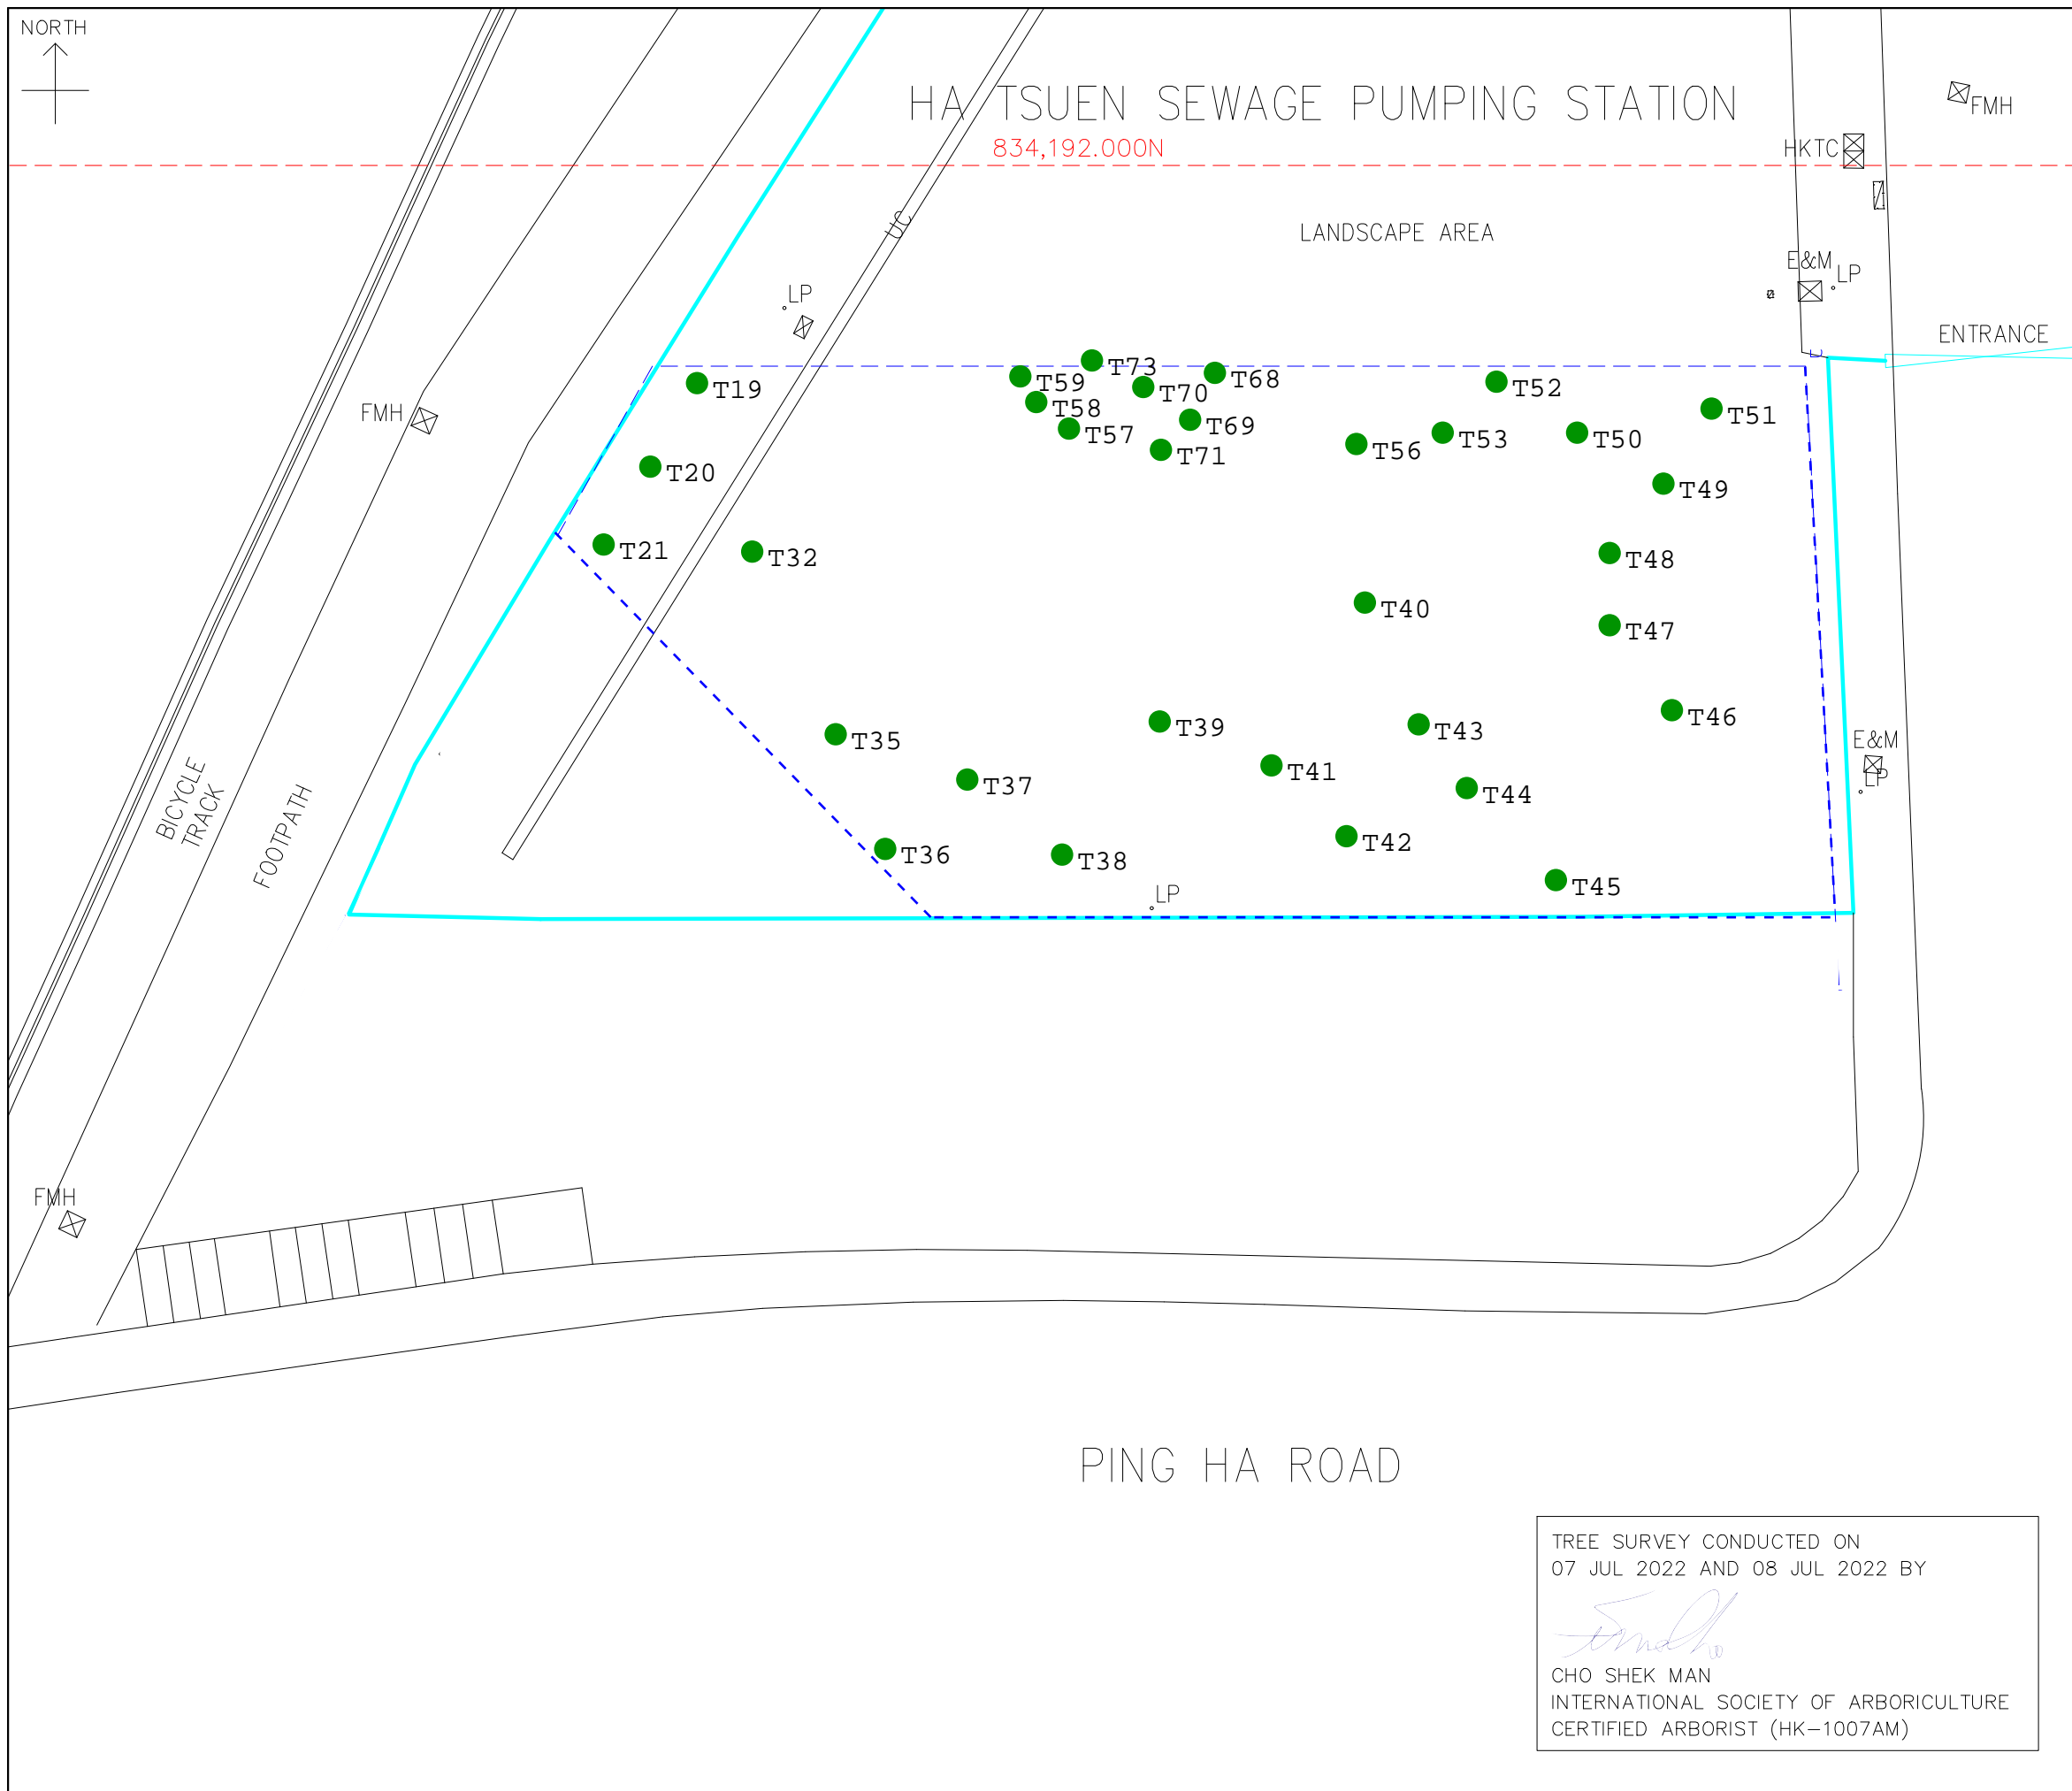 NORTH
HA TSUEN SEWAGE PUMPING STATION
FMH
834,192.000N
HKTC
UC
LANDSCAPE AREA
E&M
LP
LP
ENTRANCE
T73
T59
T70
T68
T19
T52
T58
T51
FMH
T57
T69
T53
T50
T56
T71
T20
T49
T21
T32
T48
T40
T47
T46
T39
T43
T35
E&M
T41
LP
T37
T44
BICYCLE
TRACK
FOOTPATH
T42
T36
T38
T45
LP
FMH
PING HA ROAD
TREE SURVEY CONDUCTED ON
07 JUL 2022 AND 08 JUL 2022 BY
CHO SHEK MAN
INTERNATIONAL SOCIETY OF ARBORICULTURE
CERTIFIED ARBORIST (HK-1007AM)